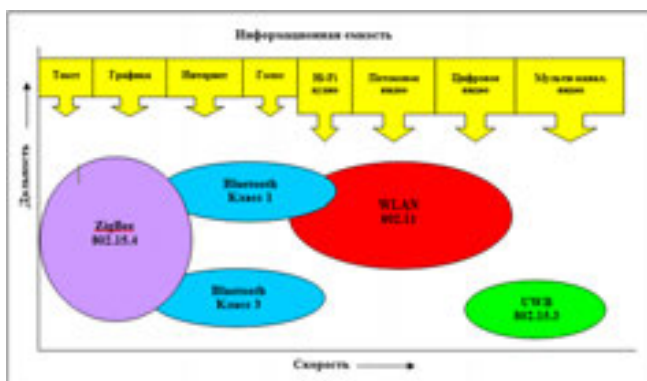 Информационная емкость
Текст
Графика
Интернет
Голос
Hi-Fi
аудио
Потоковое
видео
Цифровое
видео
Мульти канал.
видео
Дальность
Bluetooth
Класс 1
WLAN
802.11
ZigBee
802.15.4
Bluetooth
Класс 3
UWB
802.15.3
Скорость